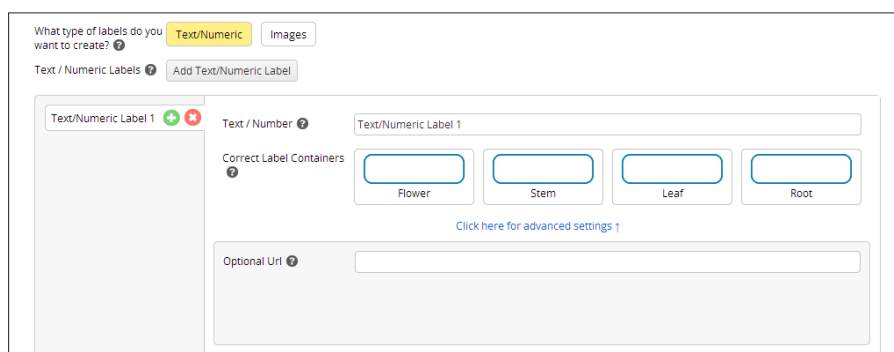 What type of labels do you
want to create? ?
Text/Numeric
Images
Text / Numeric Labels ?
Add Text/Numeric Label
Text/Numeric Label 1
Text / Number ?
Text/Numeric Label 1
Correct Label Containers
?
Flower
Stem
Leaf
Root
Click here for advanced settings ↑
Optional Url ?